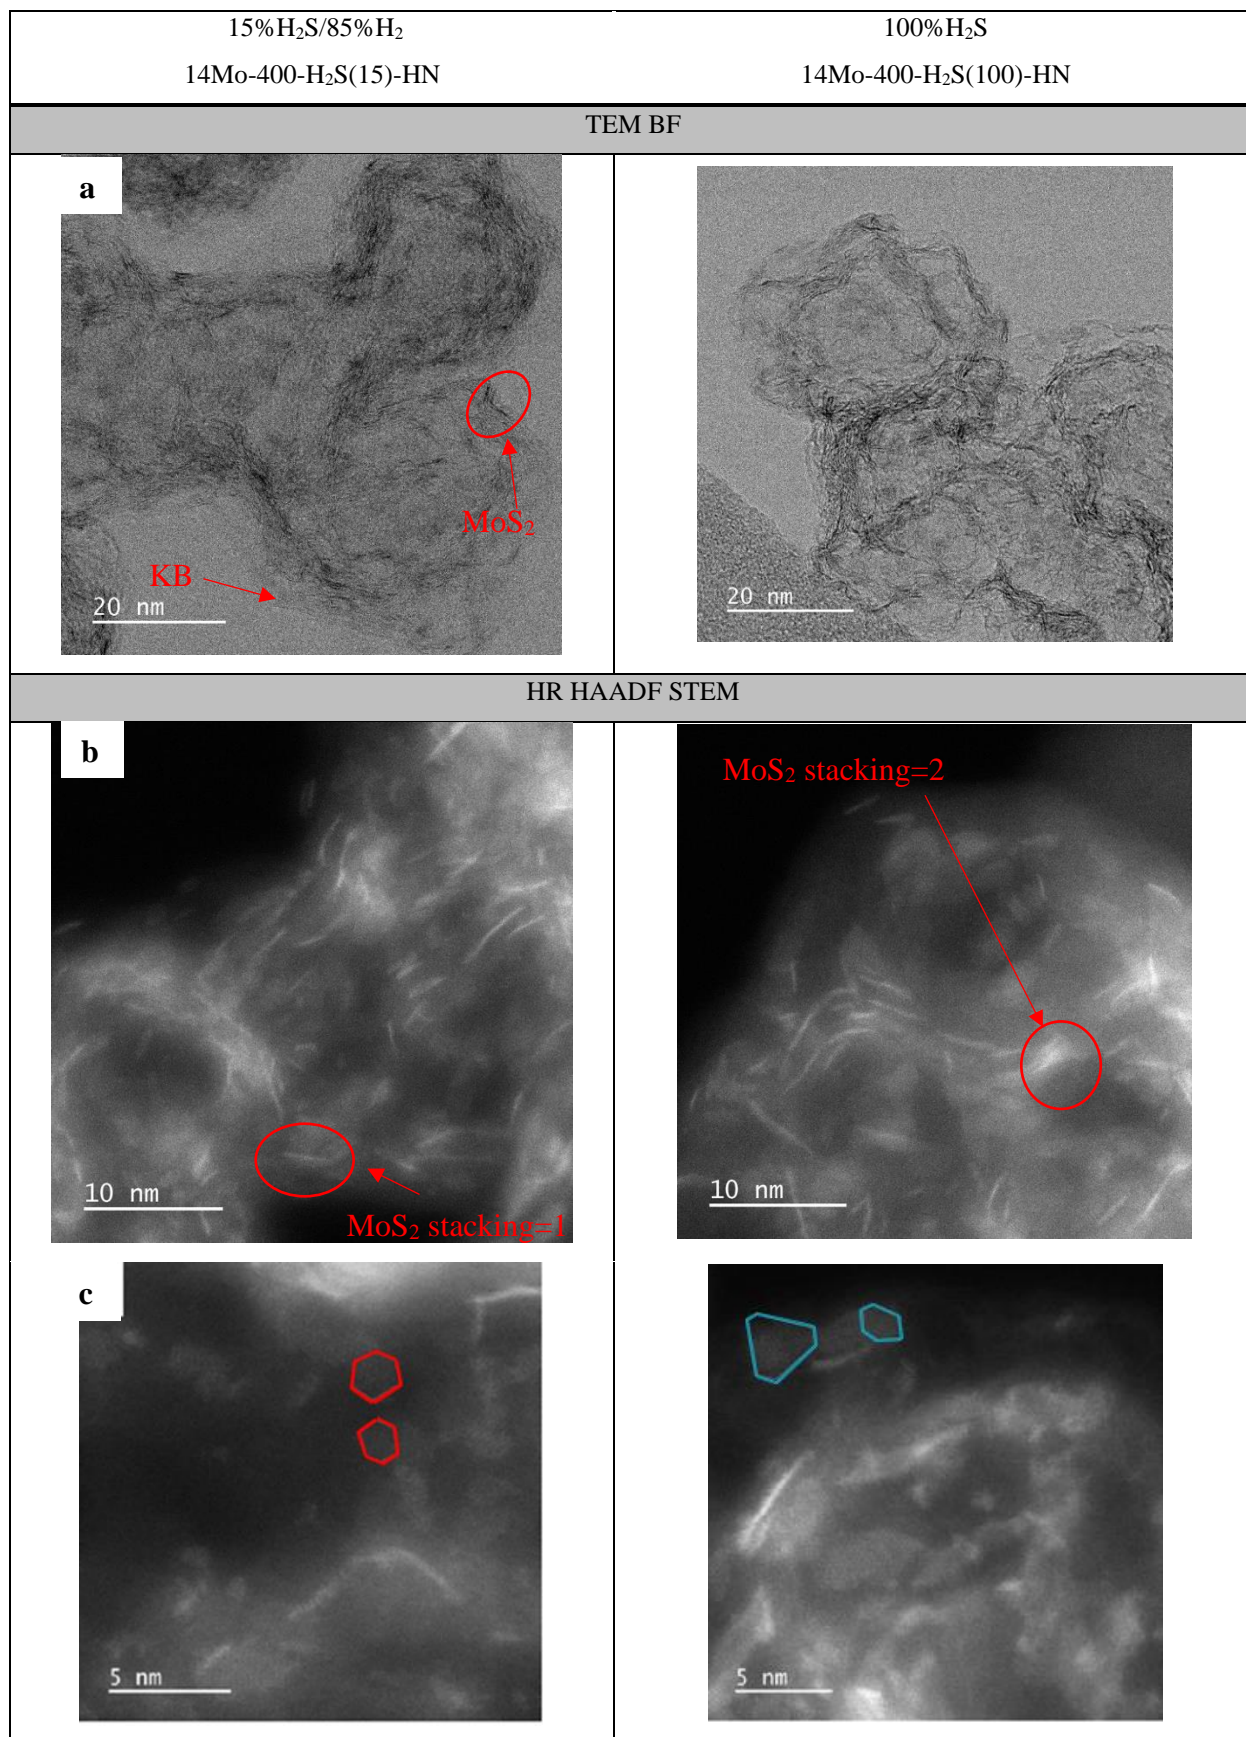 15%H₂S/85%H₂
14Mo-400-H₂S(15)-HN
100%H₂S
14Mo-400-H₂S(100)-HN
TEM BF
a
MoS₂
KB
20 nm
20 nm
HR HAADF STEM
b
MoS₂ stacking=1
10 nm
MoS₂ stacking=2
10 nm
c
5 nm
5 nm